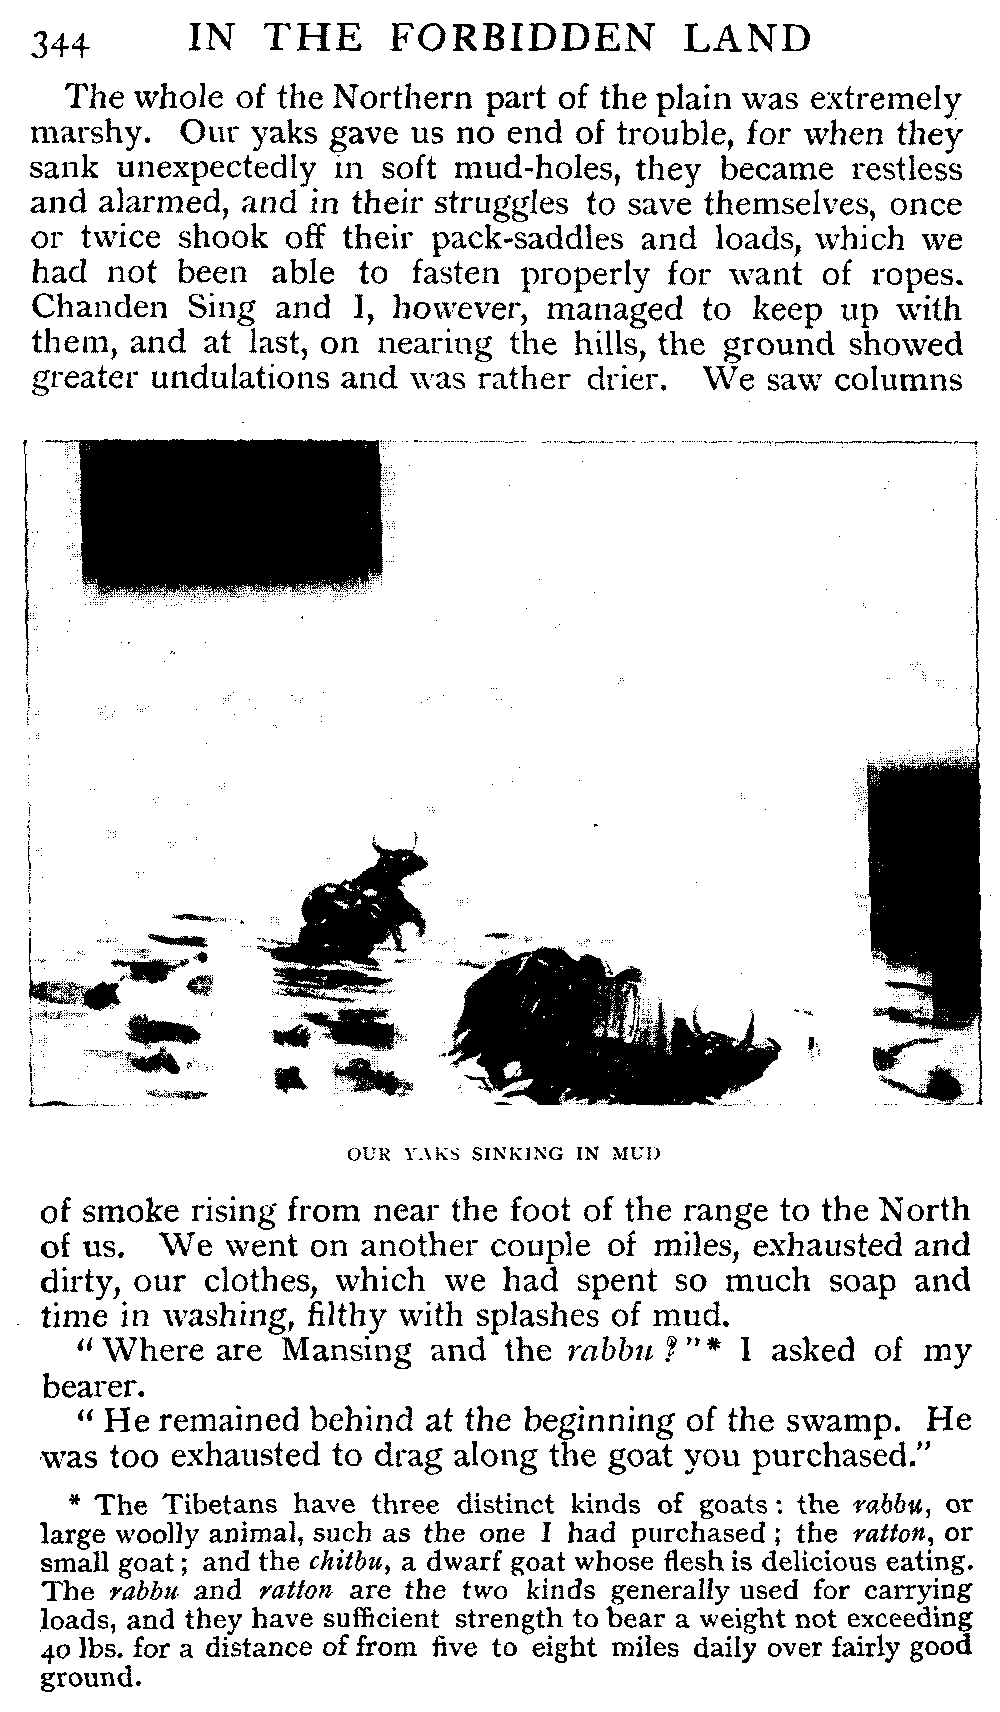 344 IN THE FORBIDDEN LAND
The whole of the Northern part of the plain was extremely
marshy. Our yaks gave us no end of trouble, for when they
sank unexpectedly in soft mud-holes, they became restless
and alarmed, and in their struggles to save themselves, once
or twice shook off their pack-saddles and loads, which we
had not been able to fasten properly for want of ropes.
Chanden Sing and I, however, managed to keep up with
them, and at last, on nearing the hills, the ground showed
greater undulations and was rather drier. We saw columns
OUR YAKS SINKING IN MUD
of smoke rising from near the foot of the range to the North
of us. We went on another couple of miles, exhausted and
dirty, our clothes, which we had spent so much soap and
time in washing, filthy with splashes of mud.
“Where are Mansing and the rabbu?”* I asked of my
bearer.
“He remained behind at the beginning of the swamp. He
was too exhausted to drag along the goat you purchased.”
* The Tibetans have three distinct kinds of goats: the rabbu, or
large woolly animal, such as the one I had purchased; the ratton, or
small goat; and the chitbu, a dwarf goat whose flesh is delicious eating.
The rabbu and ratton are the two kinds generally used for carrying
loads, and they have sufficient strength to bear a weight not exceeding
40 lbs. for a distance of from five to eight miles daily over fairly good
ground.